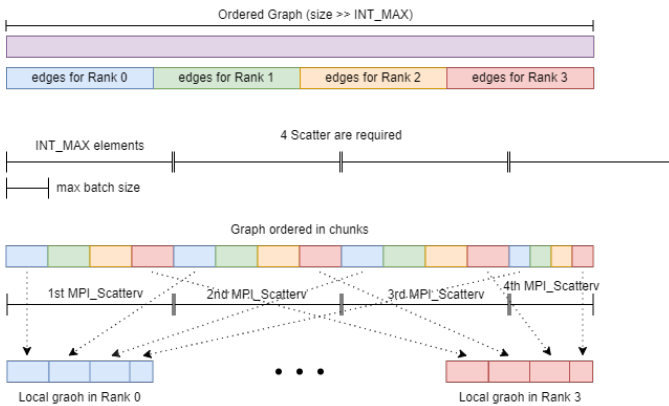 Ordered Graph (size >> INT_MAX)
edges for Rank 0 edges for Rank 1 edges for Rank 2 edges for Rank 3
4 Scatter are required
INT_MAX elements
max batch size
Graph ordered in chunks
1st MPI_Scatterv 2nd MPI_Scatterv 3rd MPI_Scatterv 4th MPI_Scatterv
Local graoh in Rank 0 Local graoh in Rank 3